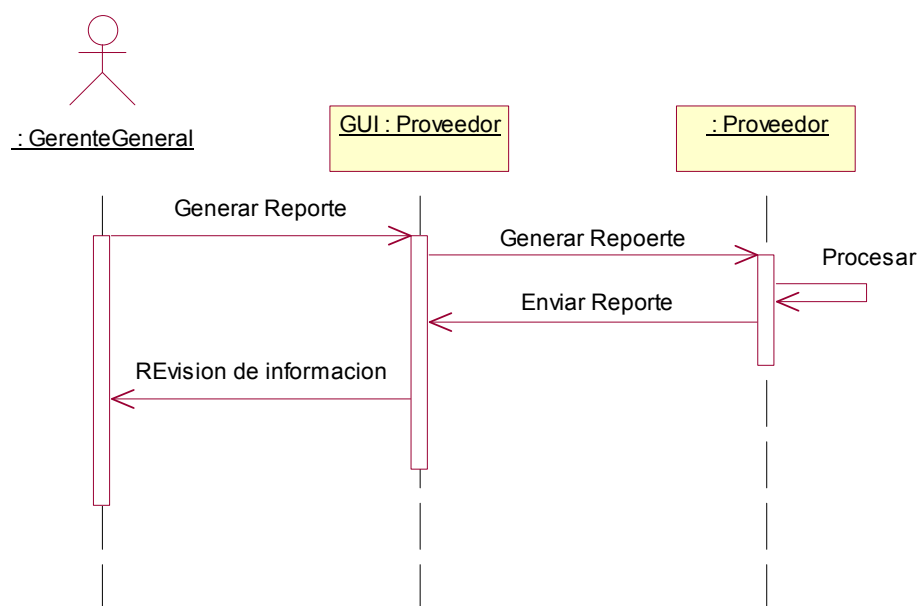 : GerenteGeneral
GUI : Proveedor
: Proveedor
Generar Reporte
Generar Repoerte
Procesar
Enviar Reporte
REvision de informacion